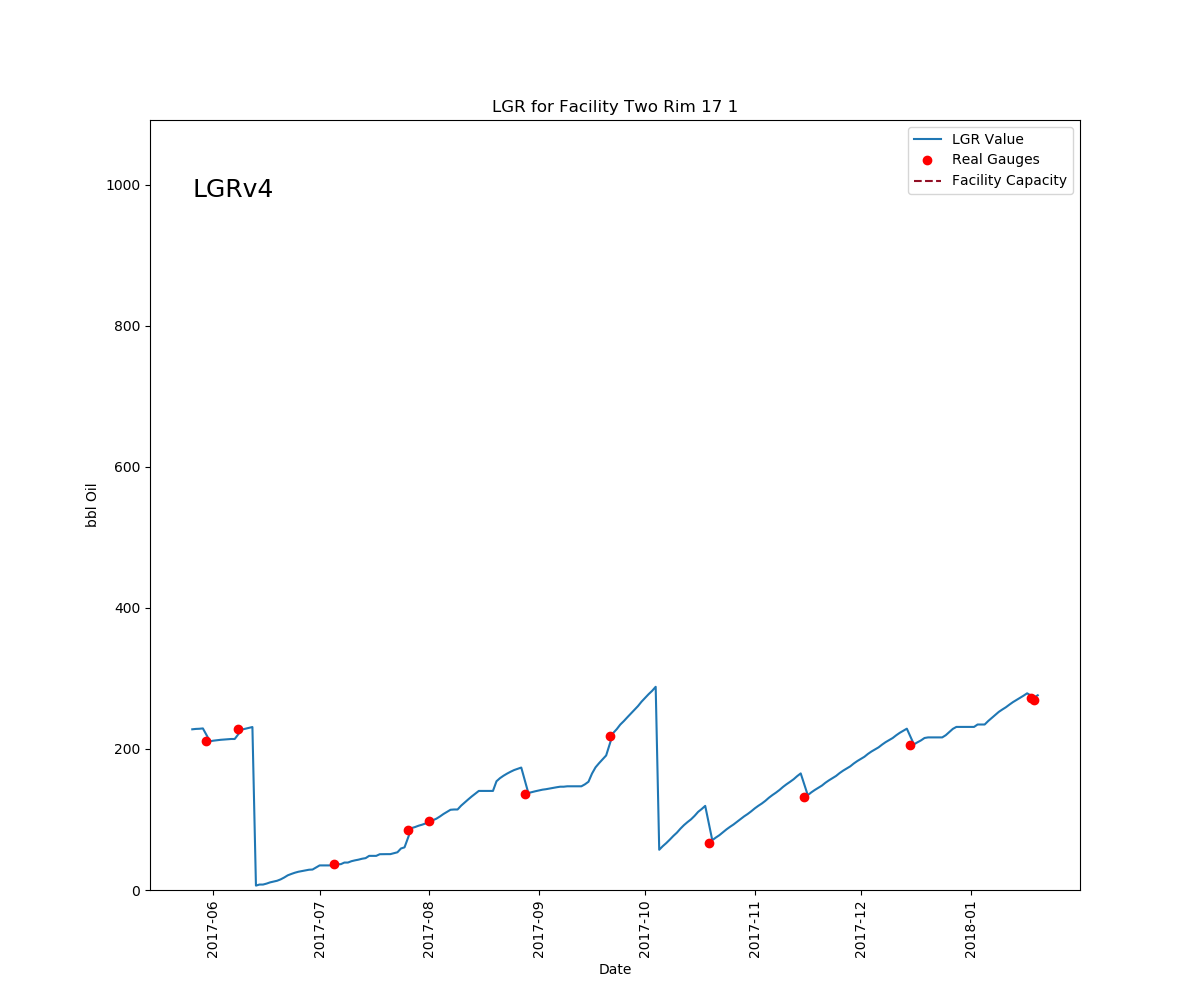 LGR for Facility Two Rim 17 1
LGR Value
Real Gauges
Facility Capacity
LGRv4
1000
800
600
400
200
0
bbl Oil
2017-06
2017-07
2017-08
2017-09
2017-10
2017-11
2017-12
2018-01
Date